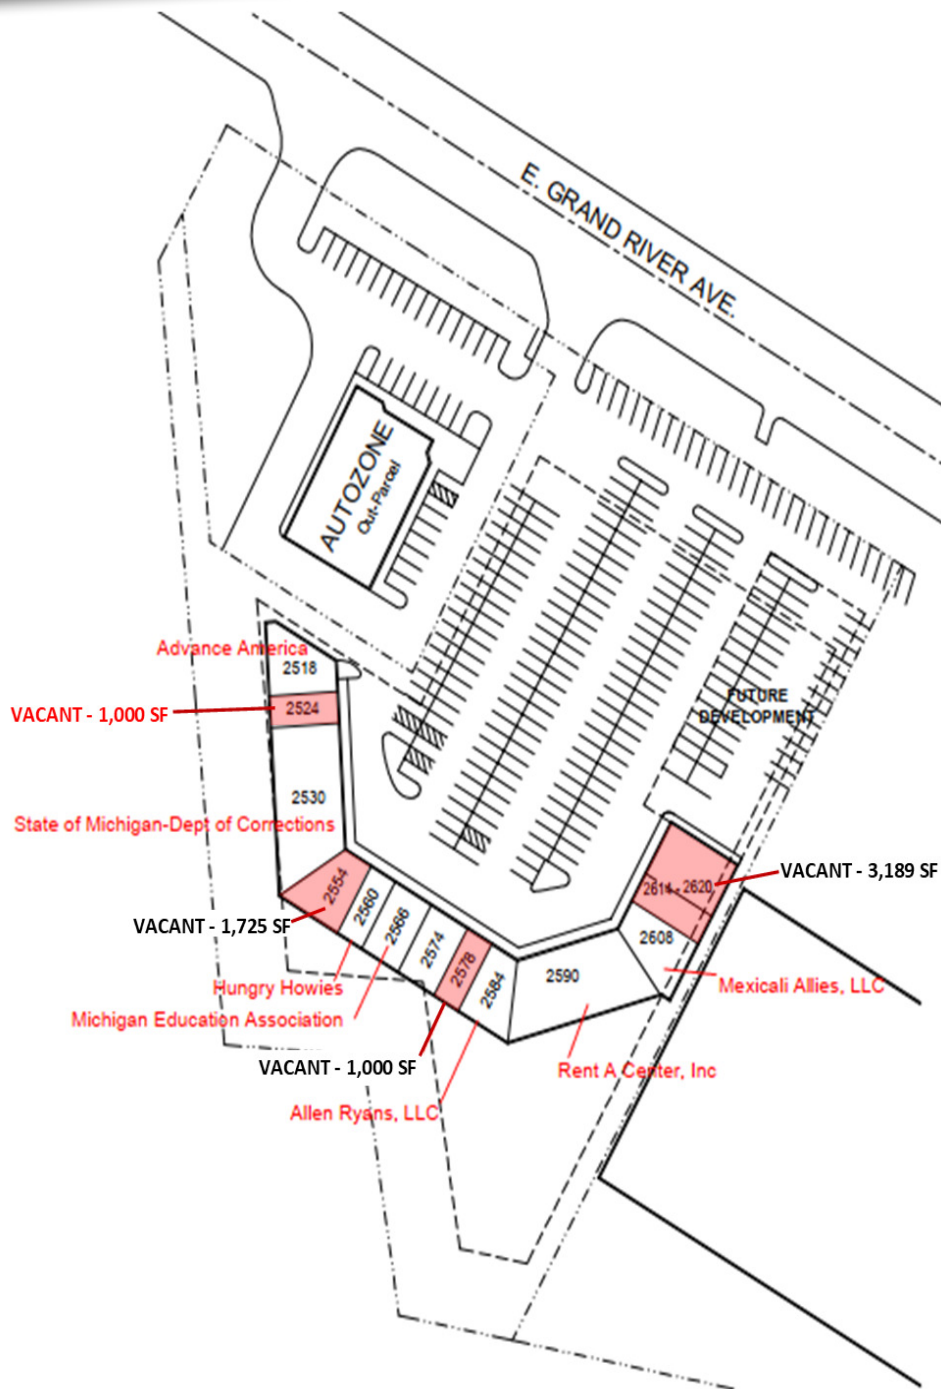 E. GRAND RIVER AVE.
AUTOZONE
Out-Parcel
Advance America
2518
VACANT - 1,000 SF
2524
FUTURE
DEVELOPMENT
2530
State of Michigan-Dept of Corrections
2554
2560
2566
2574
2578
2584
2590
2608
2614 - 2620
VACANT - 3,189 SF
VACANT - 1,725 SF
Hungry Howies
Mexicali Allies, LLC
Michigan Education Association
VACANT - 1,000 SF
Rent A Center, Inc
Allen Ryans, LLC